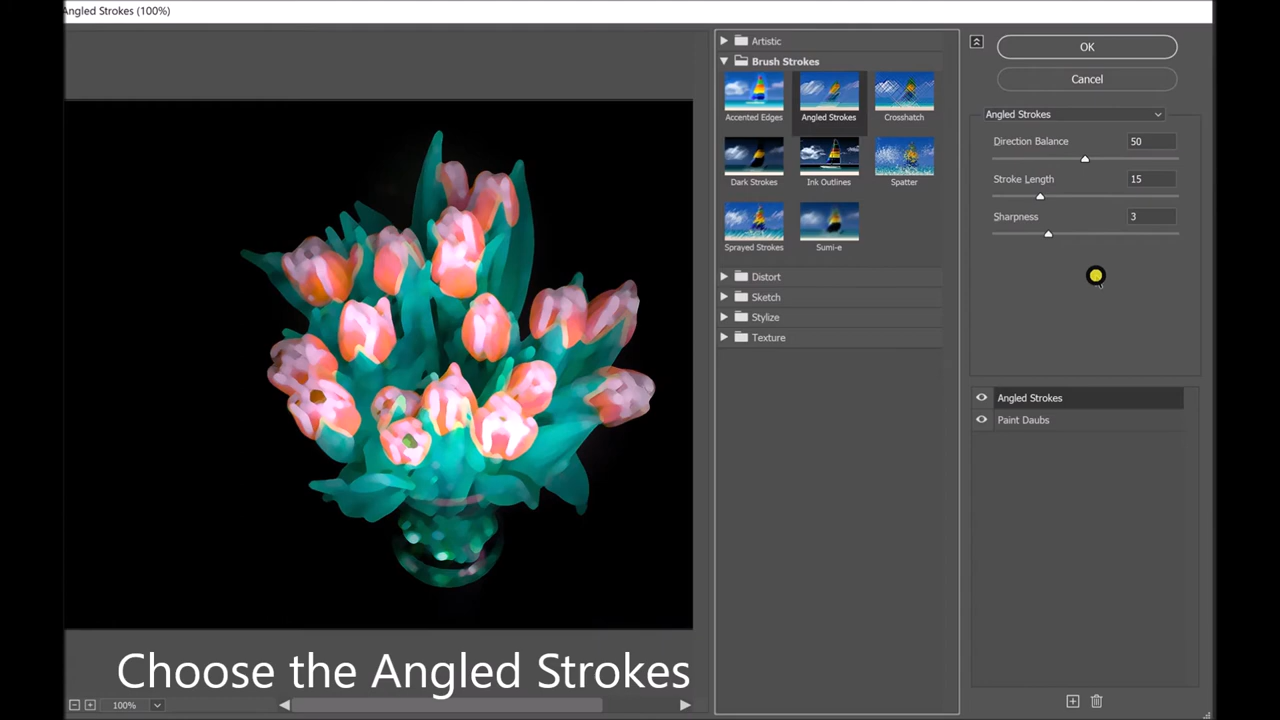 Angled Strokes (100%)
Artistic
Brush Strokes
Accented Edges
Angled Strokes
Crosshatch
Dark Strokes
Ink Outlines
Spatter
Sprayed Strokes
Sumi-e
Distort
Sketch
Stylize
Texture
OK
Cancel
Angled Strokes
Direction Balance 50
Stroke Length 15
Sharpness 3
Angled Strokes
Paint Daubs
Choose the Angled Strokes
100%